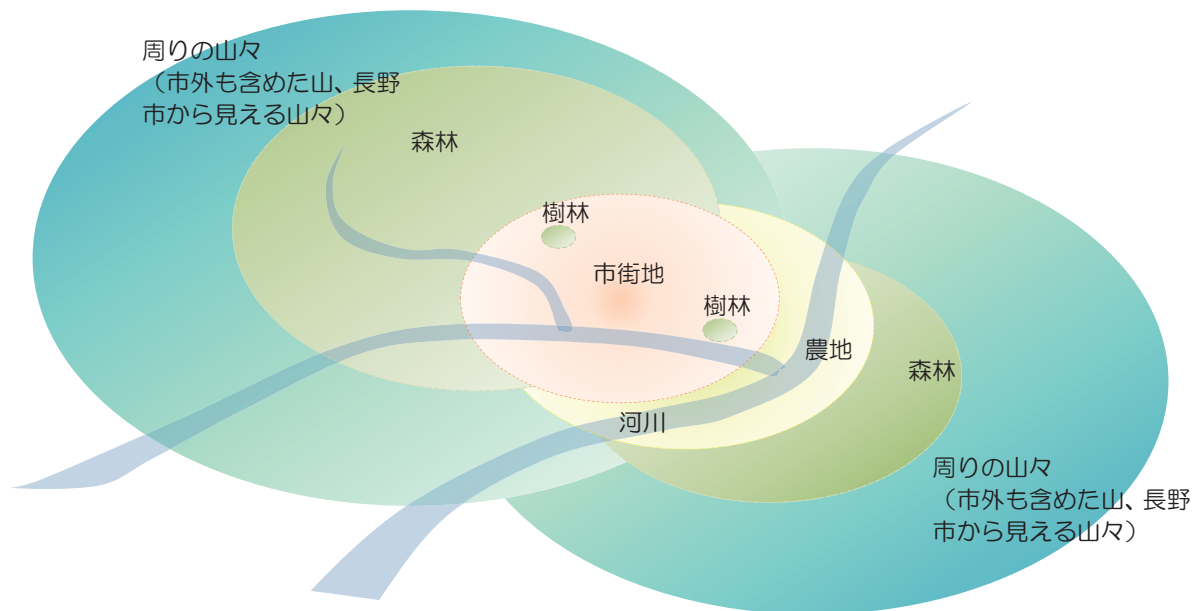 周りの山々
（市外も含めた山、長野
市から見える山々）
森林
樹林
市街地
樹林
農地
森林
河川
周りの山々
（市外も含めた山、長野
市から見える山々）